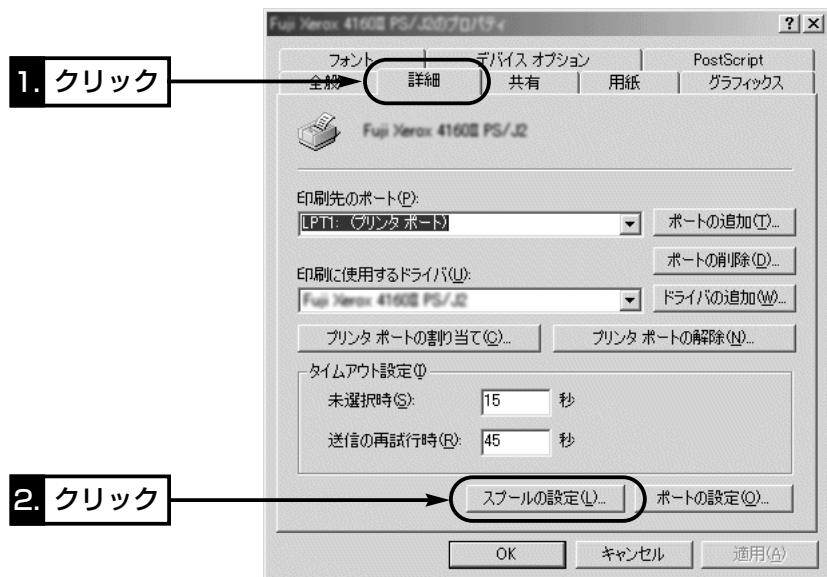 Fuji Xerox 4160Ⅱ PS/J2のプロパティ
フォント デバイス オプション PostScript
全般 詳細 共有 用紙 グラフィックス
1. クリック
Fuji Xerox 4160Ⅱ PS/J2
印刷先のポート(P):
LPT1: (プリンタ ポート)
ポートの追加(T)...
ポートの削除(D)...
印刷に使用するドライバ(U):
Fuji Xerox 4160Ⅱ PS/J2
ドライバの追加(W)...
プリンタ ポートの割り当て(C)... プリンタ ポートの解除(N)...
タイムアウト設定(I)
未選択時(S): 15 秒
送信の再試行時(R): 45 秒
2. クリック
スプールの設定(L)... ポートの設定(O)...
OK キャンセル 適用(A)